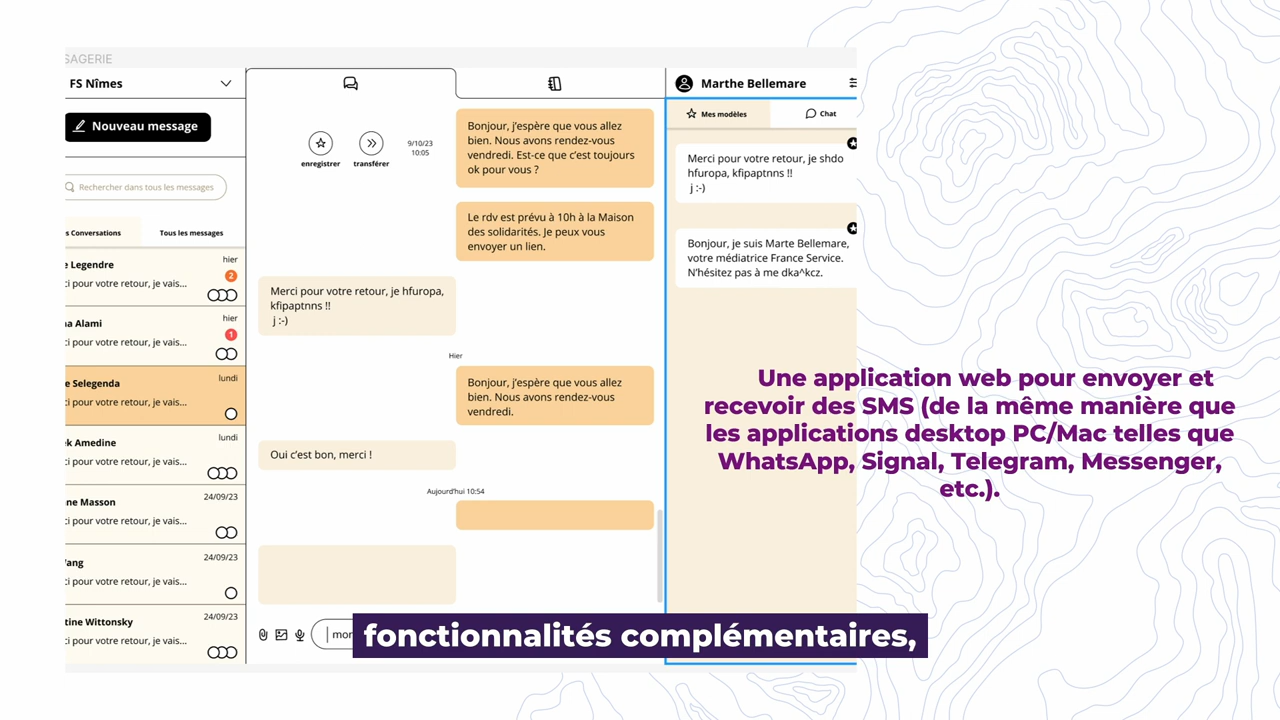 SAGERIE
FS Nîmes
Nouveau message
Rechercher dans tous les messages
s Conversations
Tous les messages
e Legendre
hier
ci pour votre retour, je vais...
2
na Alami
hier
ci pour votre retour, je vais...
1
e Selegenda
lundi
ci pour votre retour, je vais...
ek Amedine
lundi
ci pour votre retour, je vais...
ne Masson
24/09/23
ci pour votre retour, je vais...
ang
24/09/23
ci pour votre retour, je vais...
tine Wittonsky
24/09/23
ci pour votre retour, je vais...
enregistrer
transférer
9/10/23
10:05
Bonjour, j’espère que vous allez
bien. Nous avons rendez-vous
vendredi. Est-ce que c’est toujours
ok pour vous ?
Le rdv est prévu à 10h à la Maison
des solidarités. Je peux vous
envoyer un lien.
Merci pour votre retour, je hfuropa,
kfipaptnns !!
j :-)
Hier
Bonjour, j’espère que vous allez
bien. Nous avons rendez-vous
vendredi.
Oui c’est bon, merci !
Aujourd’hui 10:54
mor
Marthe Bellemare
Mes modèles
Chat
Merci pour votre retour, je shdo
hfuropa, kfipaptnns !!
j :-)
Bonjour, je suis Marte Bellemare,
votre médiatrice France Service.
N’hésitez pas à me dka^kcz.
Une application web pour envoyer et
recevoir des SMS (de la même manière que
les applications desktop PC/Mac telles que
WhatsApp, Signal, Telegram, Messenger,
etc.).
fonctionnalités complémentaires,